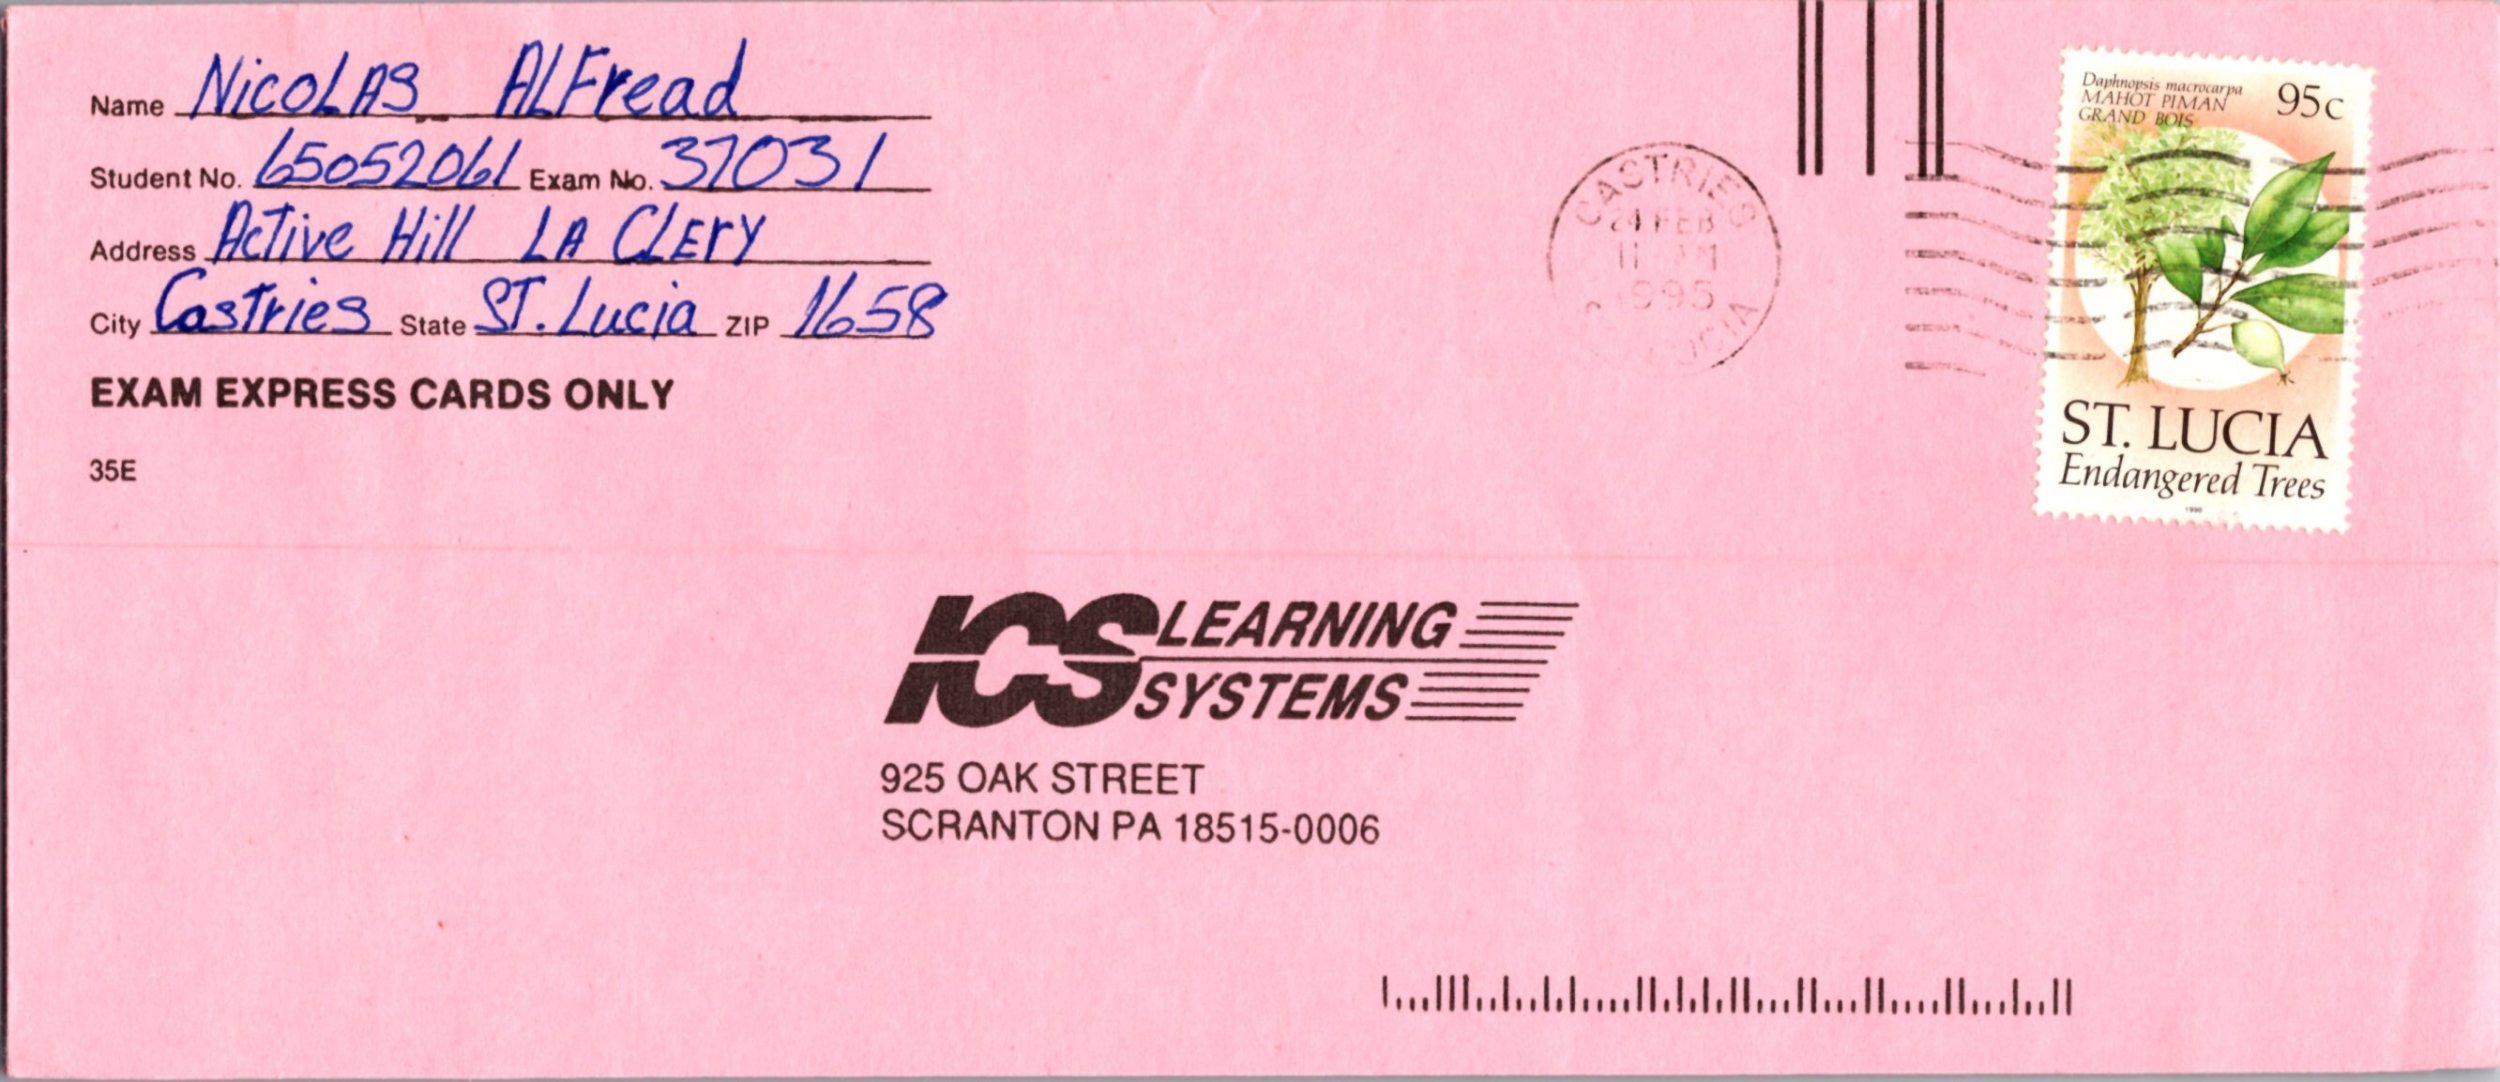 Name Nicolas Alfread
Student No. 65052061 Exam No. 37031
Address Active Hill La Clery
City Castries State St. Lucia ZIP 1658
EXAM EXPRESS CARDS ONLY
35E
CASTRIES
24 FEB
11 AM
1995
LUCIA
Daphnopsis macrocarpa
MAHOT PIMAN
GRAND BOIS
95c
ST. LUCIA
Endangered Trees
1990
ICS LEARNING
SYSTEMS
925 OAK STREET
SCRANTON PA 18515-0006